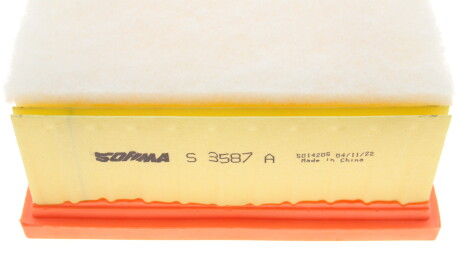 SOFIMA S 3587 A
501420S 04/11/22
Made in China